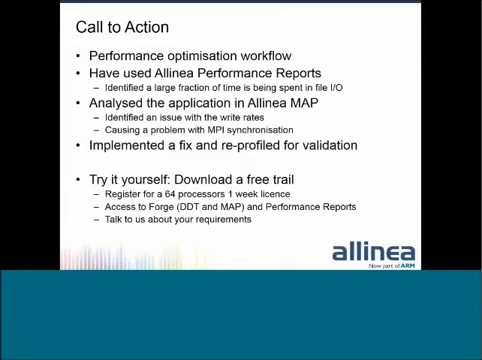 Call to Action
• Performance optimisation workflow
• Have used Allinea Performance Reports
– Identified a large fraction of time is being spent in file I/O
• Analysed the application in Allinea MAP
– Identified an issue with the write rates
– Causing a problem with MPI synchronisation
• Implemented a fix and re-profiled for validation
• Try it yourself: Download a free trail
– Register for a 64 processors 1 week licence
– Access to Forge (DDT and MAP) and Performance Reports
– Talk to us about your requirements
allinea
Now part of ARM